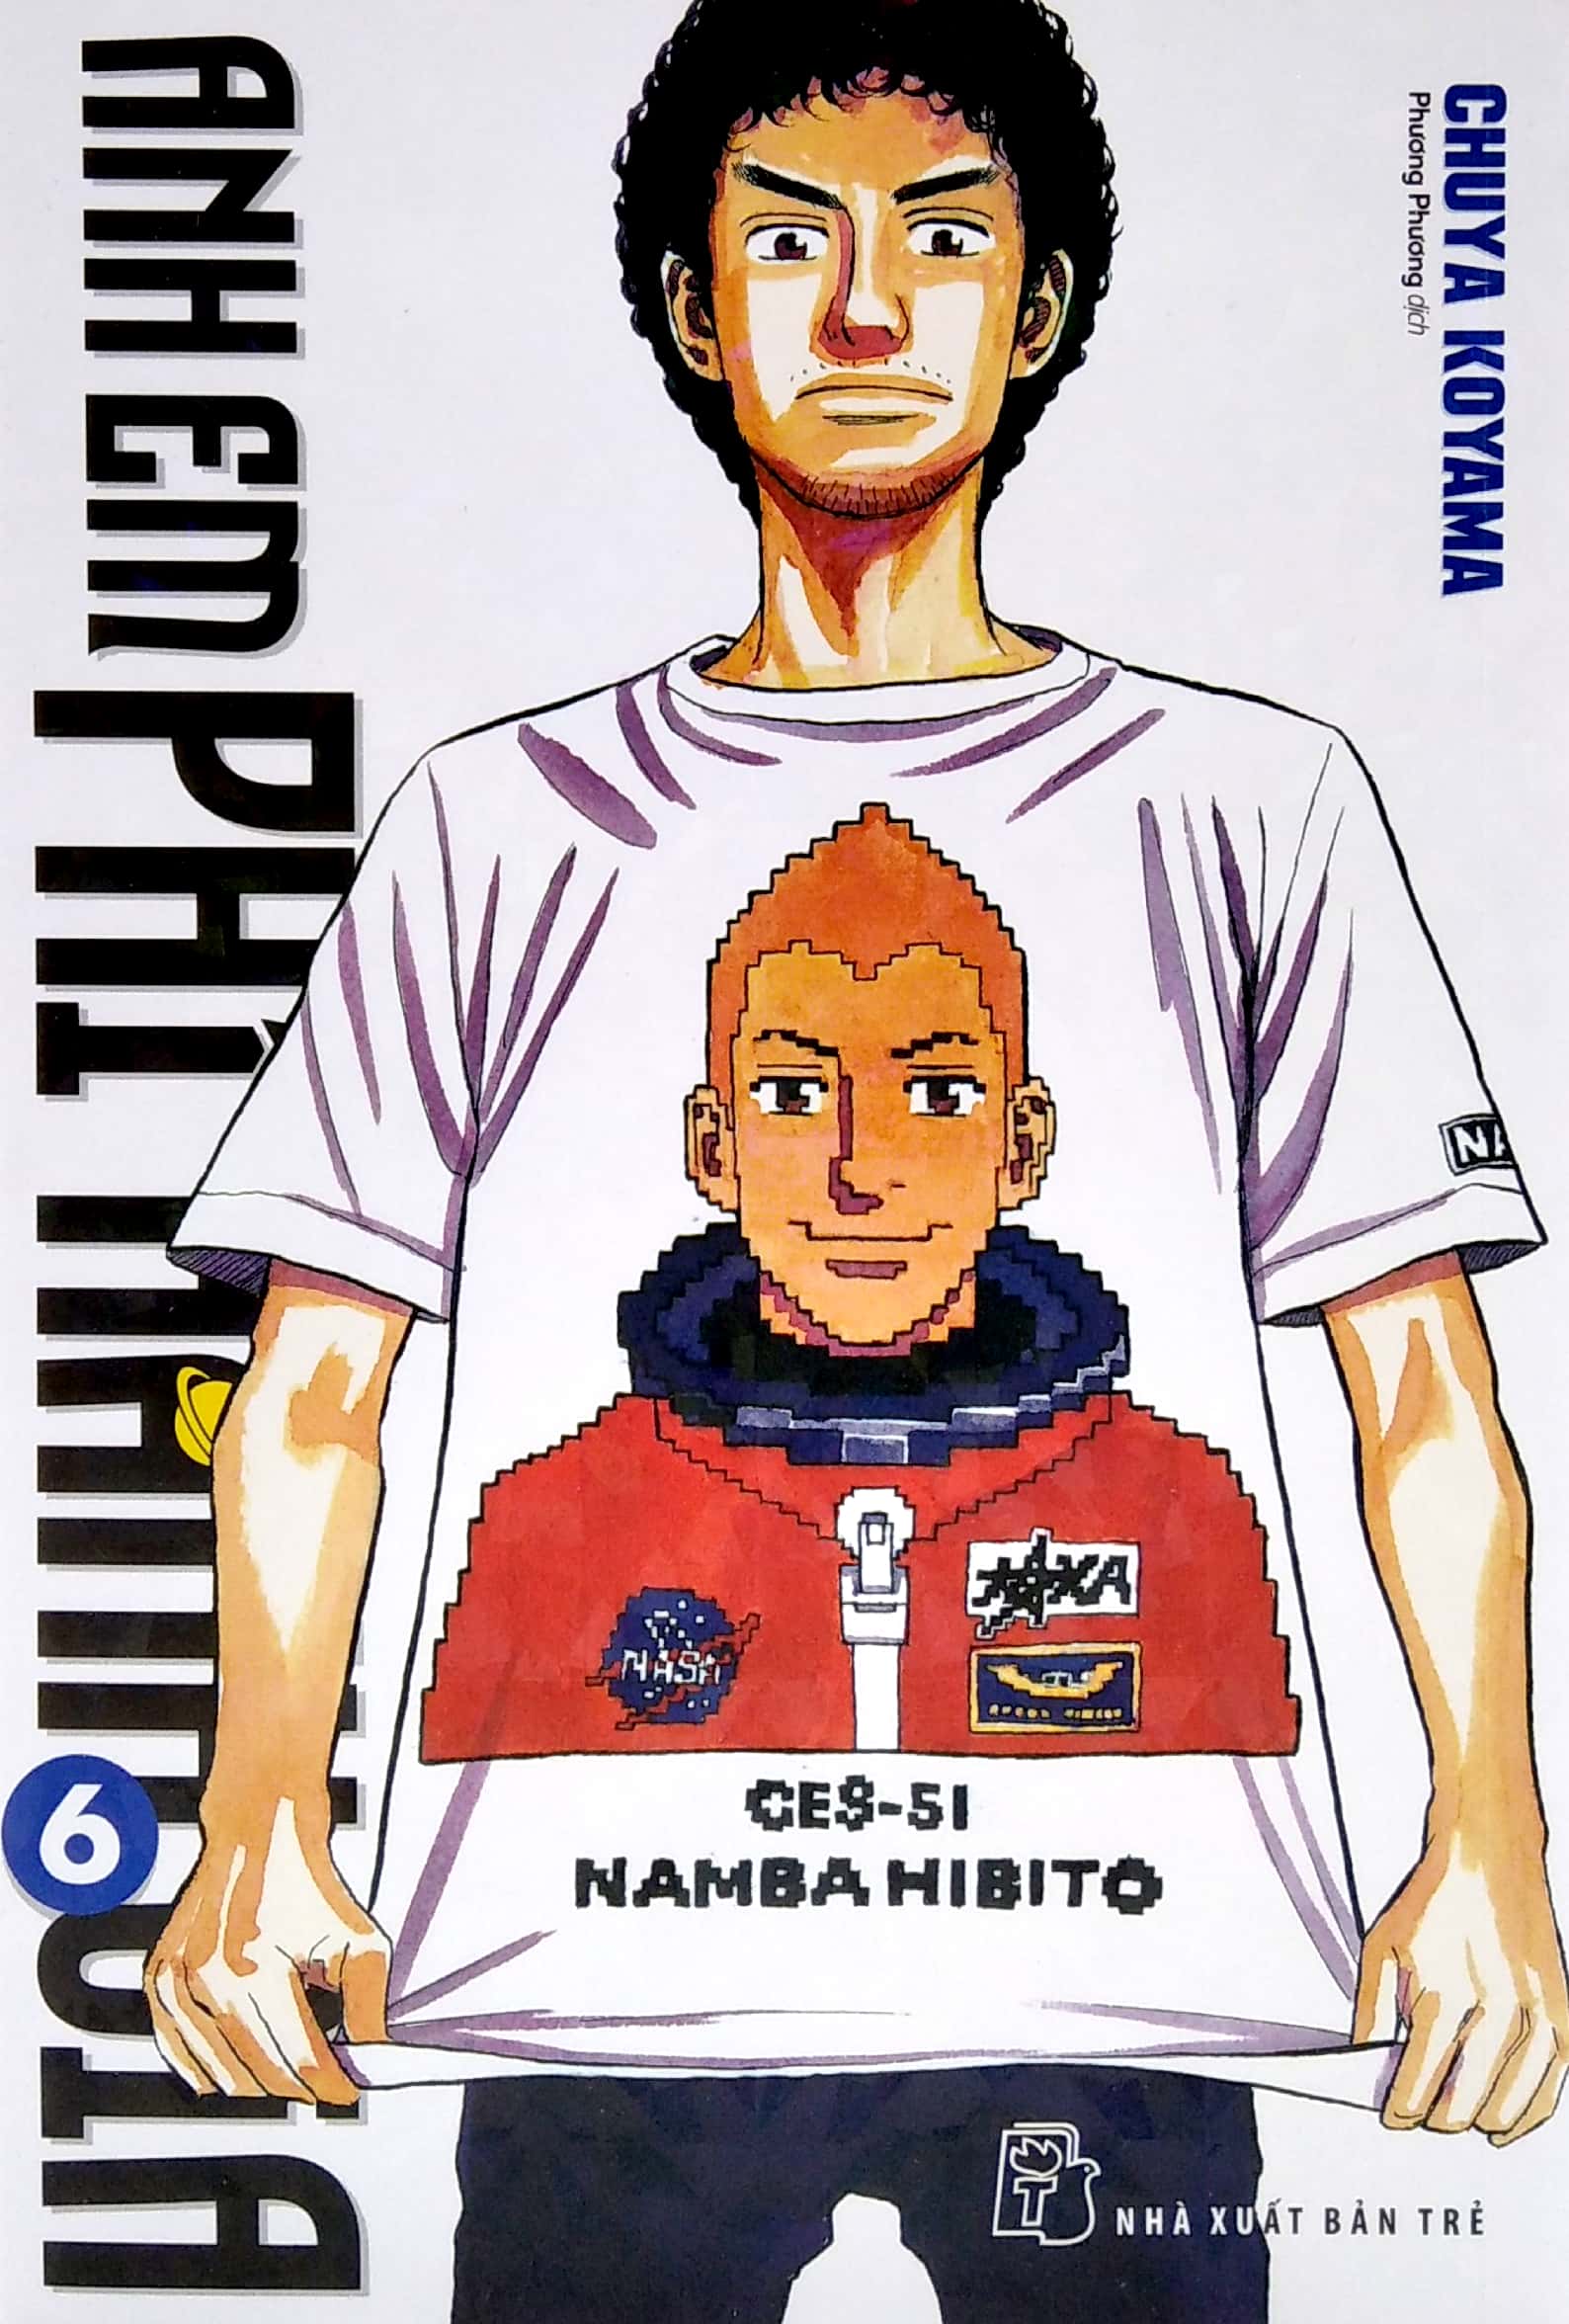 ANH EM PHI HÀNH GIA
6
CHUYA KOYAMA
Phương Phương dịch
NA
NASA
CES-51
NAMBA HIBITO
T
NHÀ XUẤT BẢN TRẺ